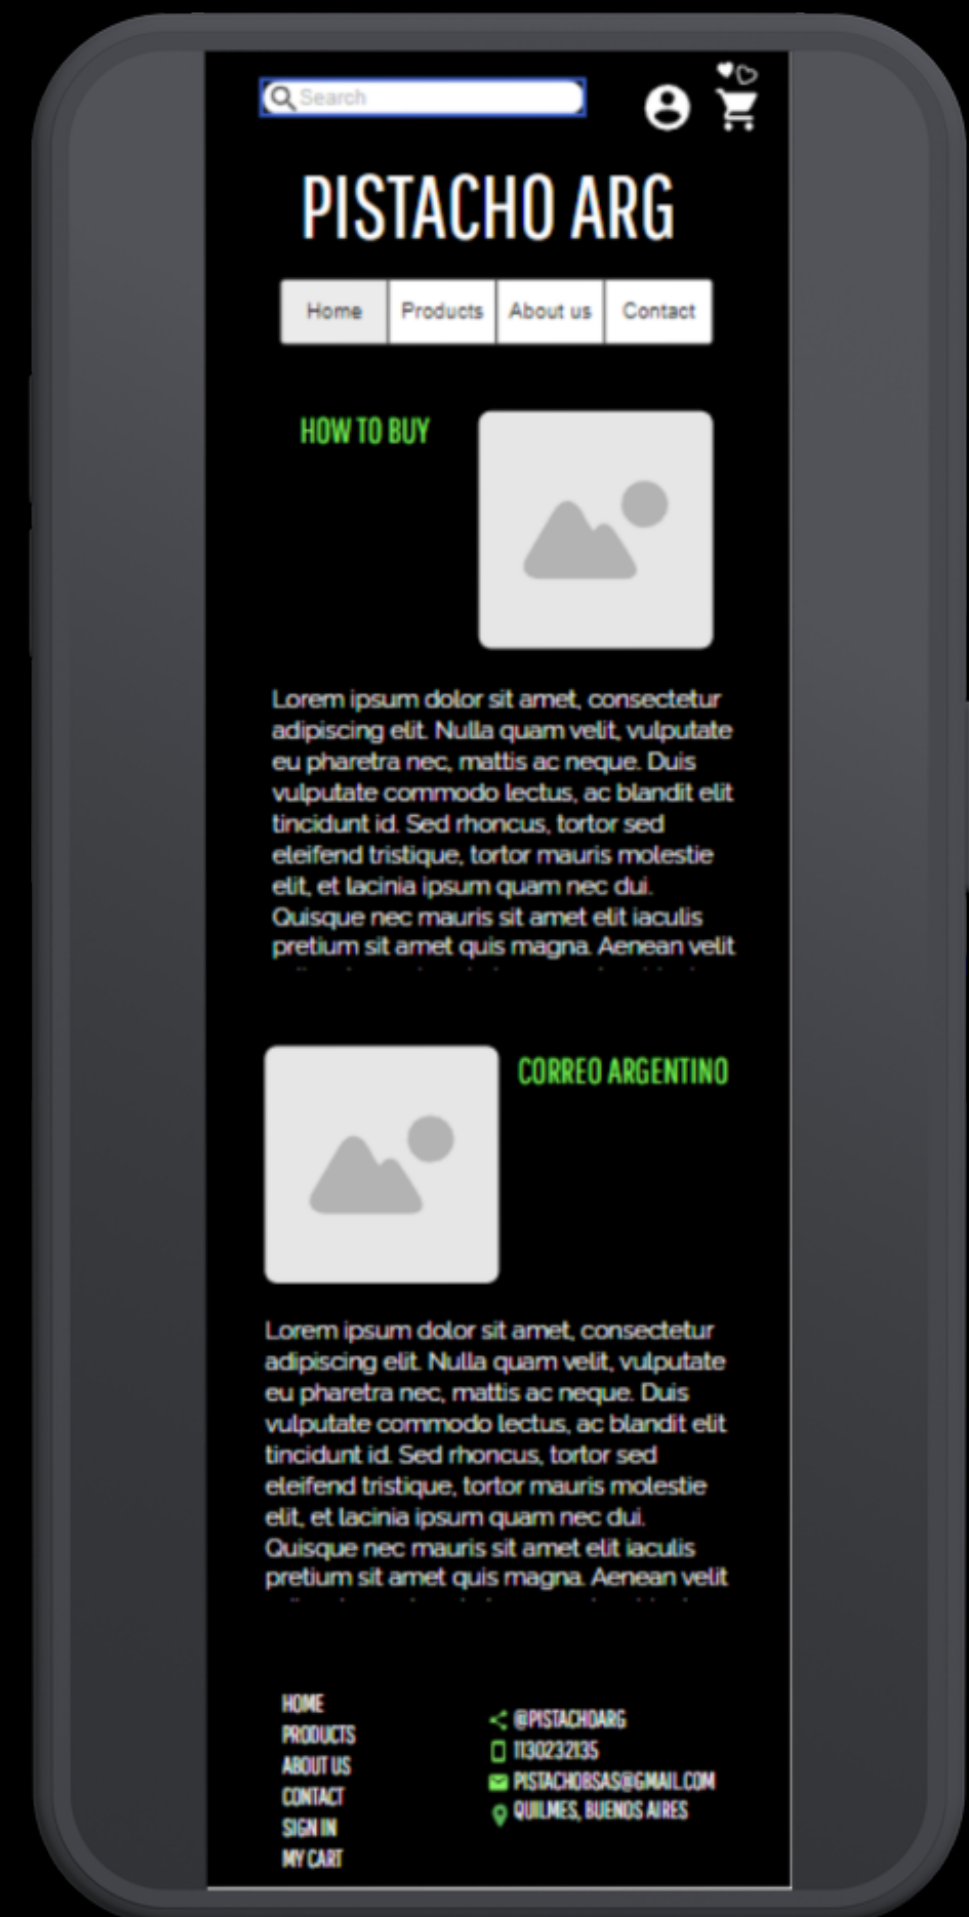 Search
PISTACHO ARG
Home Products About us Contact
HOW TO BUY
Lorem ipsum dolor sit amet, consectetur
adipiscing elit. Nulla quam velit, vulputate
eu pharetra nec, mattis ac neque. Duis
vulputate commodo lectus, ac blandit elit
tincidunt id. Sed rhoncus, tortor sed
eleifend tristique, tortor mauris molestie
elit, et lacinia ipsum quam nec dui.
Quisque nec mauris sit amet elit iaculis
pretium sit amet quis magna. Aenean velit
CORREO ARGENTINO
Lorem ipsum dolor sit amet, consectetur
adipiscing elit. Nulla quam velit, vulputate
eu pharetra nec, mattis ac neque. Duis
vulputate commodo lectus, ac blandit elit
tincidunt id. Sed rhoncus, tortor sed
eleifend tristique, tortor mauris molestie
elit, et lacinia ipsum quam nec dui.
Quisque nec mauris sit amet elit iaculis
pretium sit amet quis magna. Aenean velit
HOME
PRODUCTS
ABOUT US
CONTACT
SIGN IN
MY CART
@PISTACHOARG
1130232135
PISTACHOBSAS@GMAIL.COM
QUILMES, BUENOS AIRES